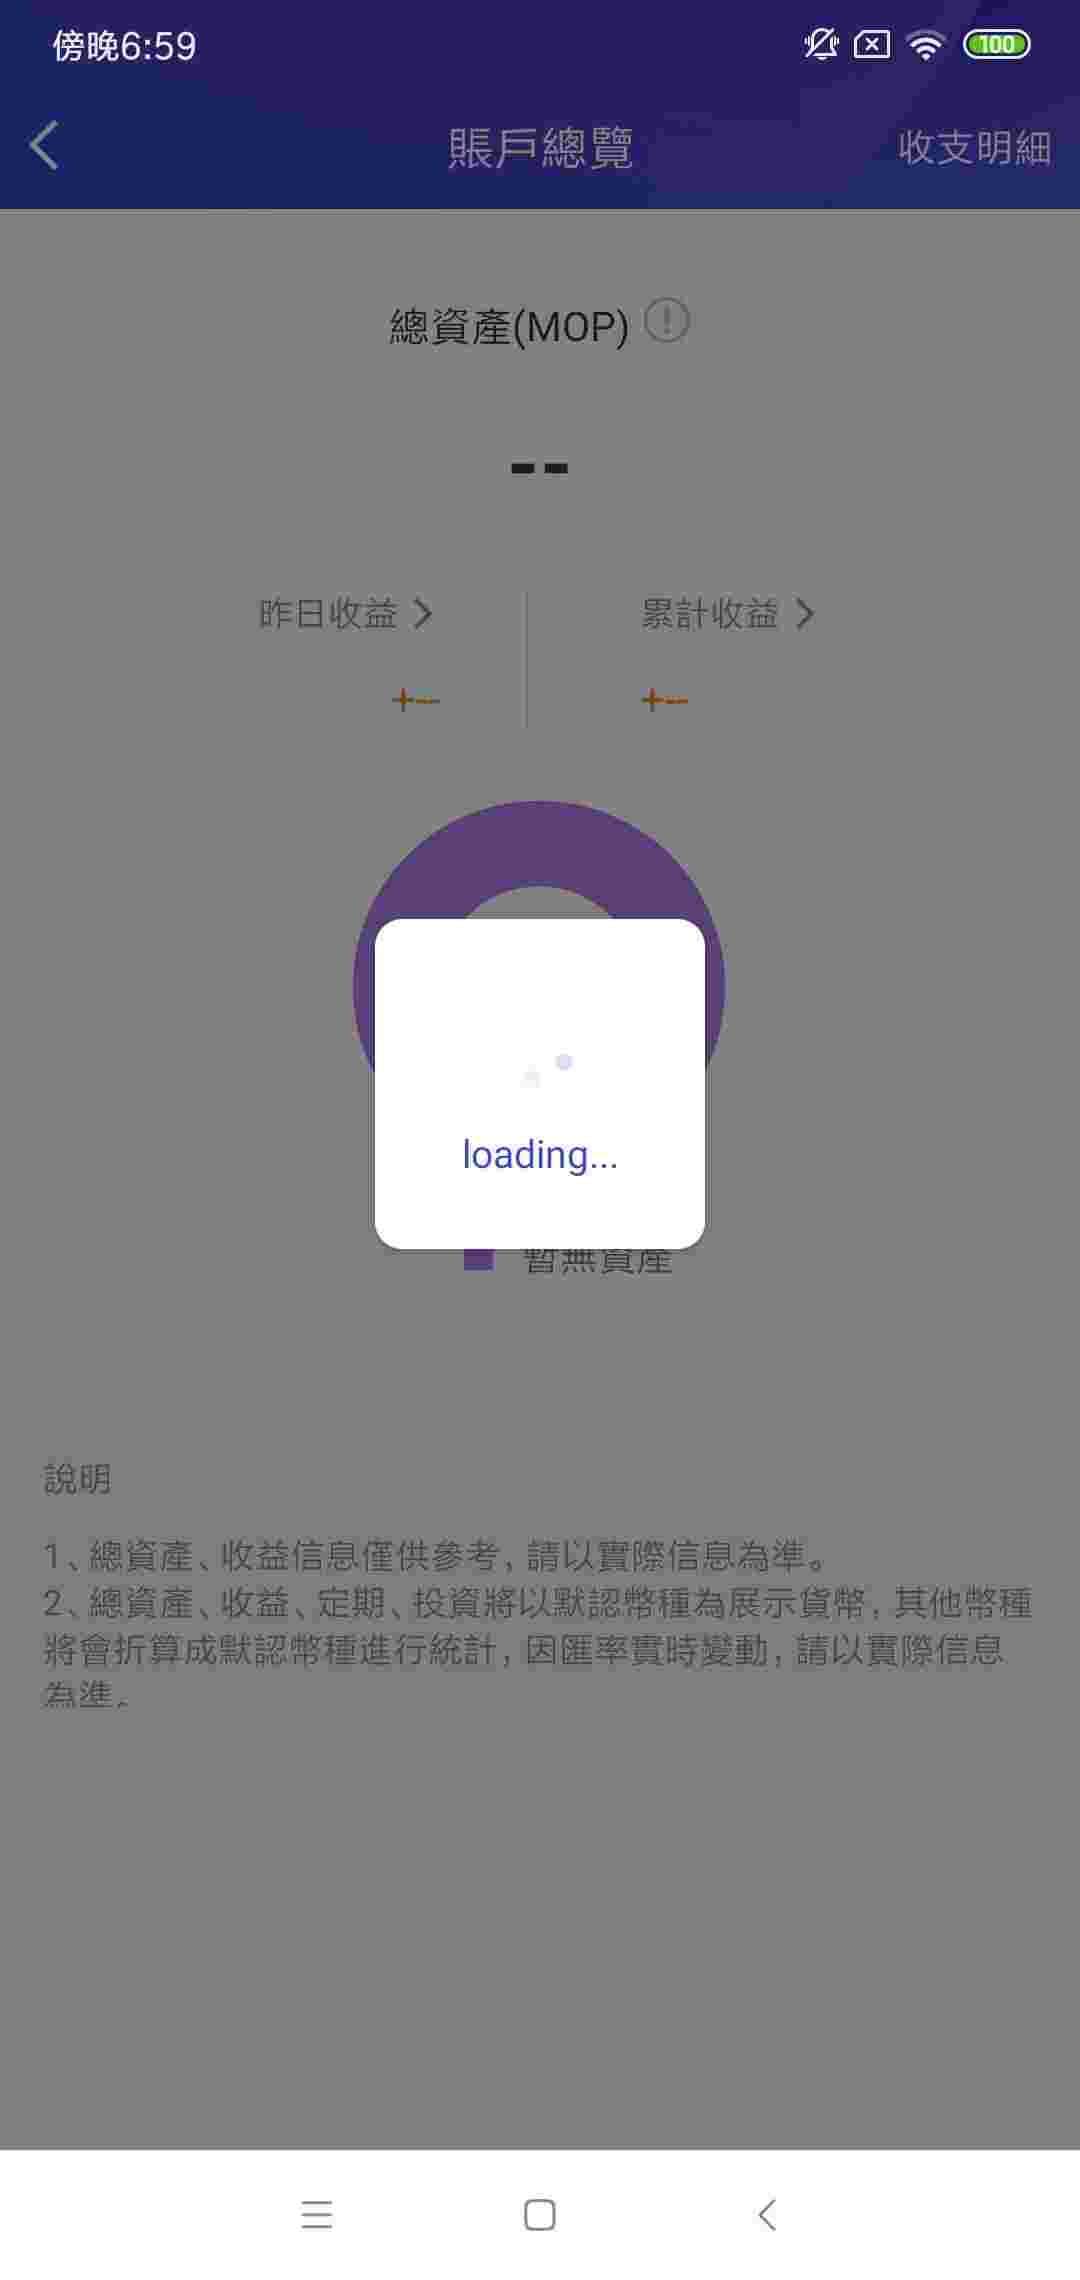 傍晚6:59
100
賬戶總覽
收支明細
總資產(MOP)
--
昨日收益
累計收益
+--
+--
loading...
暫無資產
說明
1、總資產、收益信息僅供參考，請以實際信息為準。
2、總資產、收益、定期、投資將以默認幣種為展示貨幣，其他幣種
將會折算成默認幣種進行統計，因匯率實時變動，請以實際信息
為準。